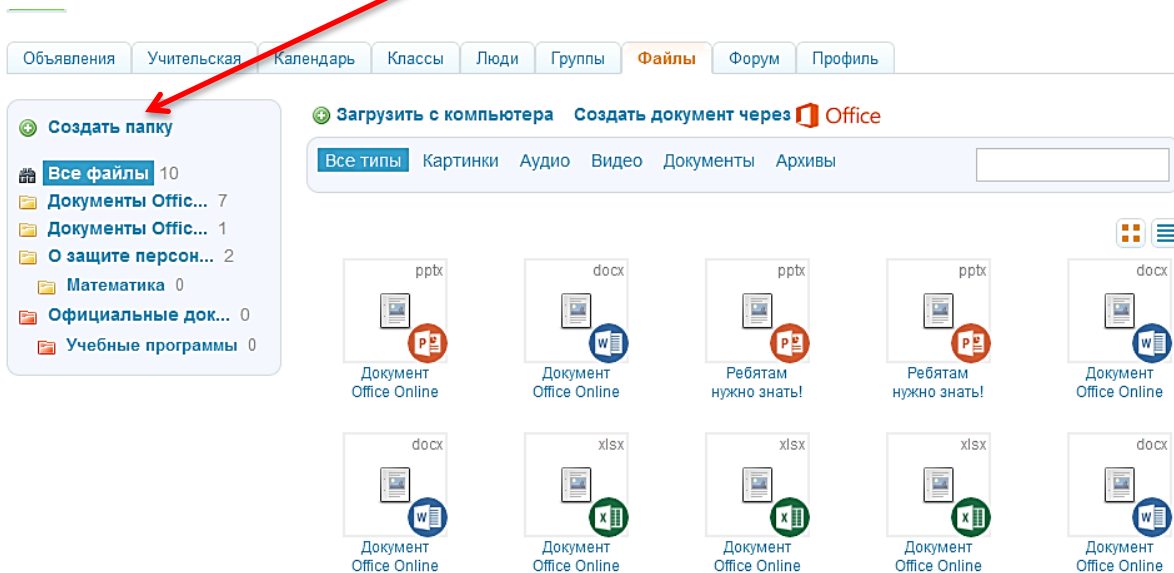 Объявления Учительская Календарь Классы Люди Группы Файлы Форум Профиль
Создать папку
Все файлы 10
Документы Offic... 7
Документы Offic... 1
О защите персон... 2
Математика 0
Официальные док... 0
Учебные программы 0
Загрузить с компьютера Создать документ через Office
Все типы Картинки Аудио Видео Документы Архивы
pptx docx pptx pptx docx
Документ Документ Ребятам Ребятам Документ
Office Online Office Online нужно знать! нужно знать! Office Online
docx xlsx xlsx xlsx docx
Документ Документ Документ Документ Документ
Office Online Office Online Office Online Office Online Office Online